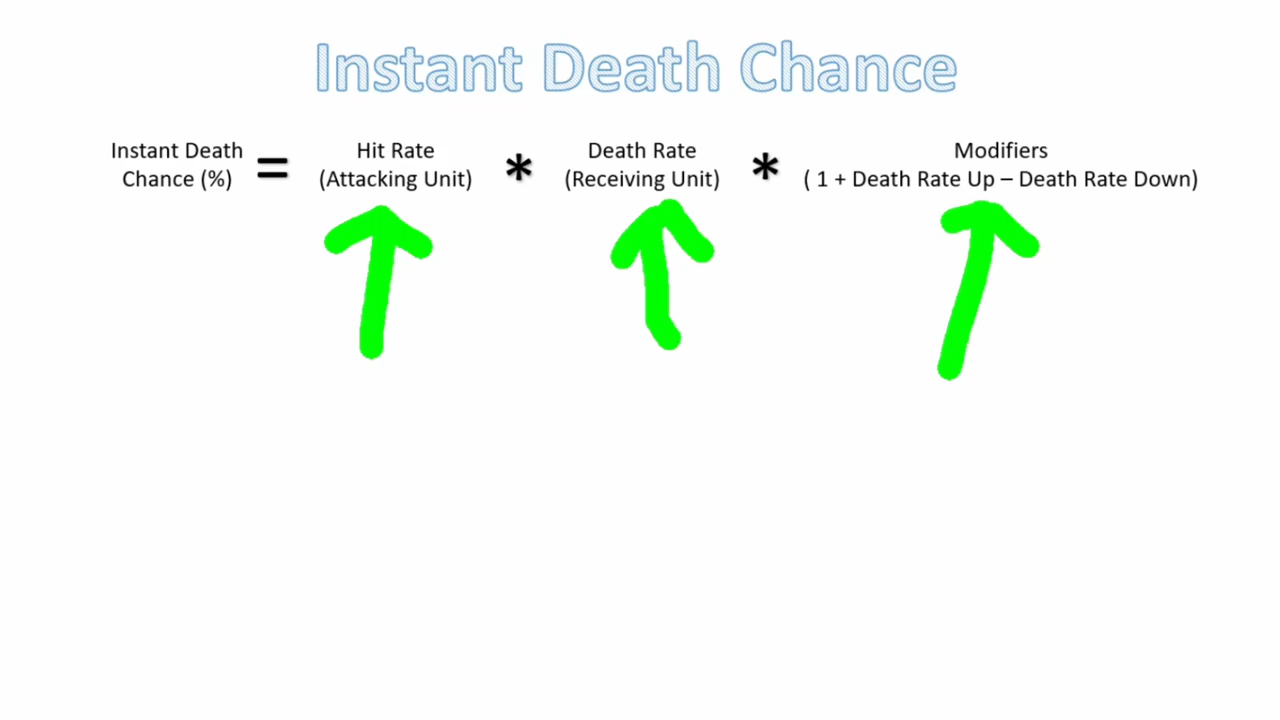 Instant Death Chance
Instant Death
Chance (%)
=
Hit Rate
(Attacking Unit)
*
Death Rate
(Receiving Unit)
*
Modifiers
( 1 + Death Rate Up – Death Rate Down)